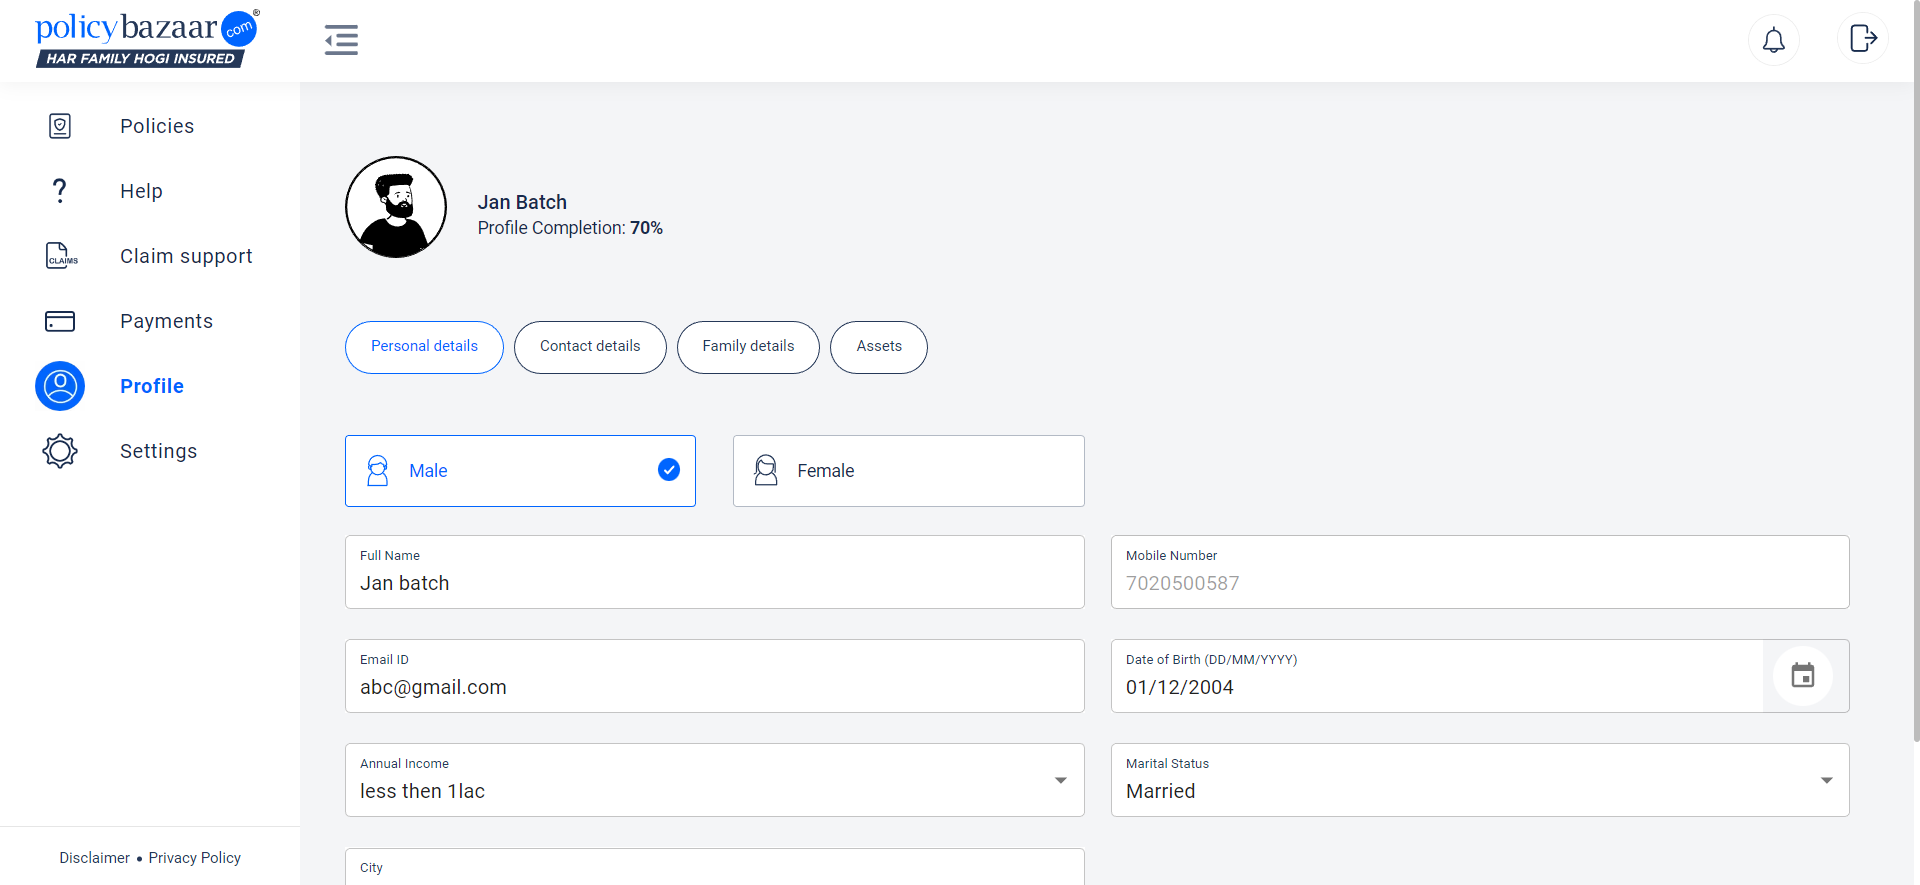 policybazaar.com®
HAR FAMILY HOGI INSURED
Policies
Help
CLAIMS
Claim support
Payments
Profile
Settings
Disclaimer • Privacy Policy
Jan Batch
Profile Completion: 70%
Personal details
Contact details
Family details
Assets
Male
Female
Full Name
Jan batch
Mobile Number
7020500587
Email ID
abc@gmail.com
Date of Birth (DD/MM/YYYY)
01/12/2004
Annual Income
less then 1lac
Marital Status
Married
City